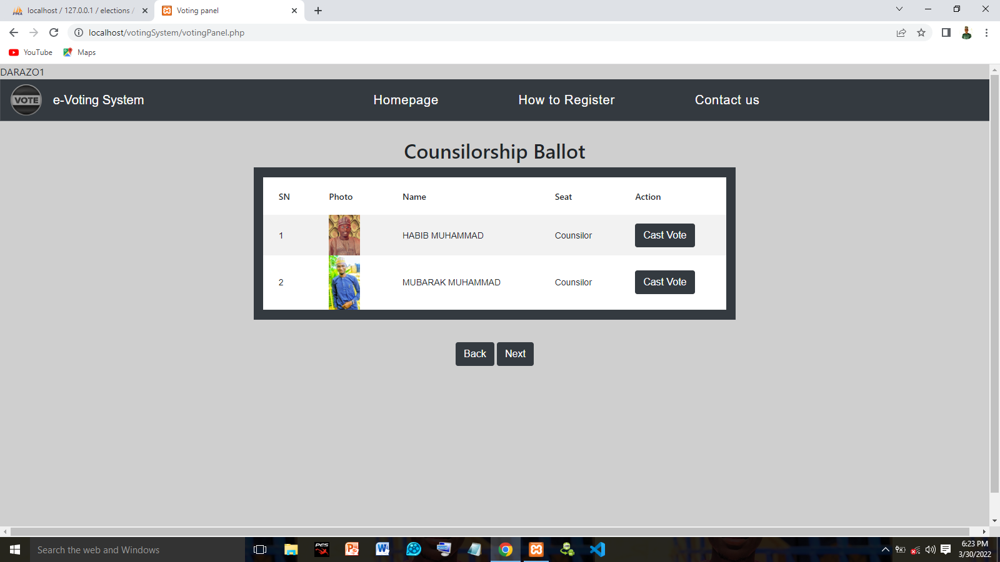 localhost / 127.0.0.1 / elections /
Voting panel
localhost/votingSystem/votingPanel.php
YouTube Maps
DARAZO1
VOTE e-Voting System Homepage How to Register Contact us
Counsilorship Ballot
SN Photo Name Seat Action
1 HABIB MUHAMMAD Counsilor Cast Vote
2 MUBARAK MUHAMMAD Counsilor Cast Vote
Back Next
Search the web and Windows
PES
6:23 PM
3/30/2022